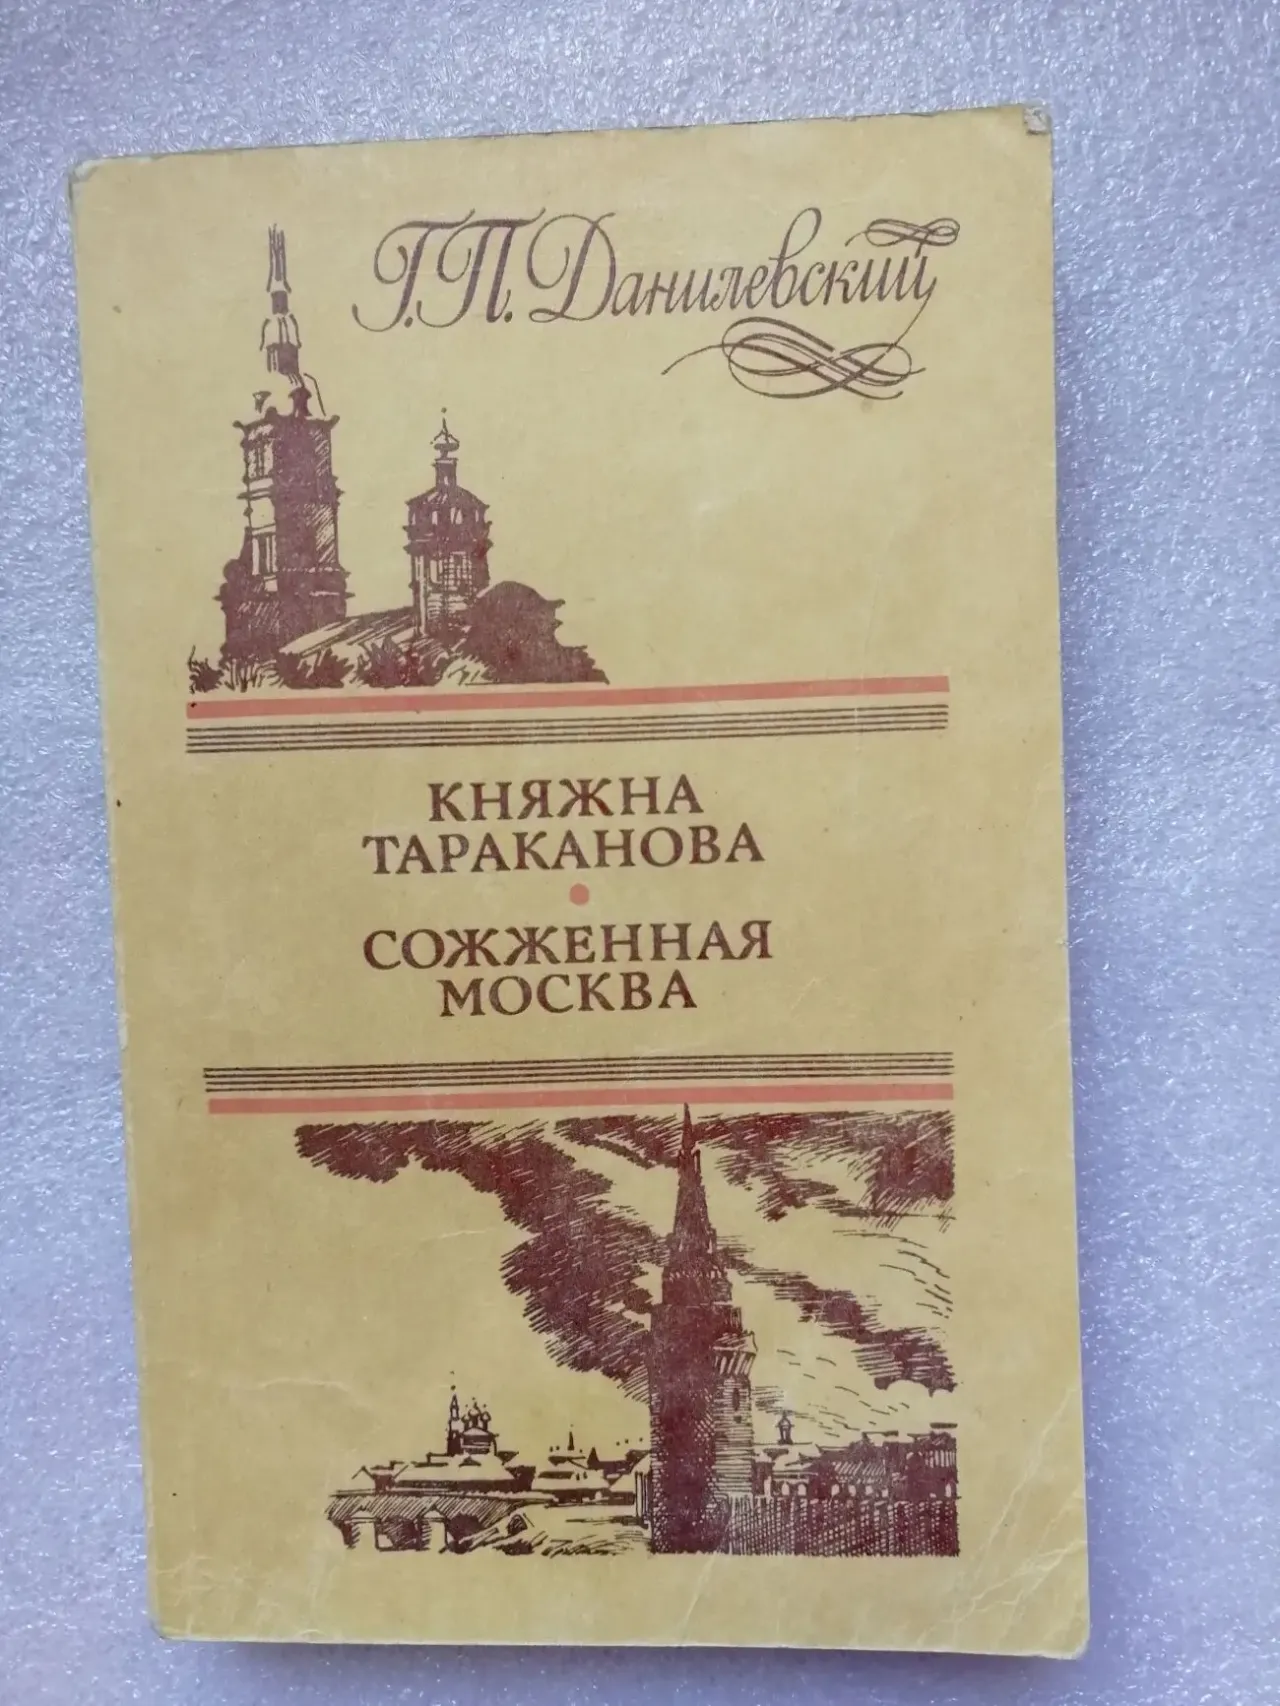 Г. П. Данилевский
КНЯЖНА
ТАРАКАНОВА
•
СОЖЖЕННАЯ
МОСКВА